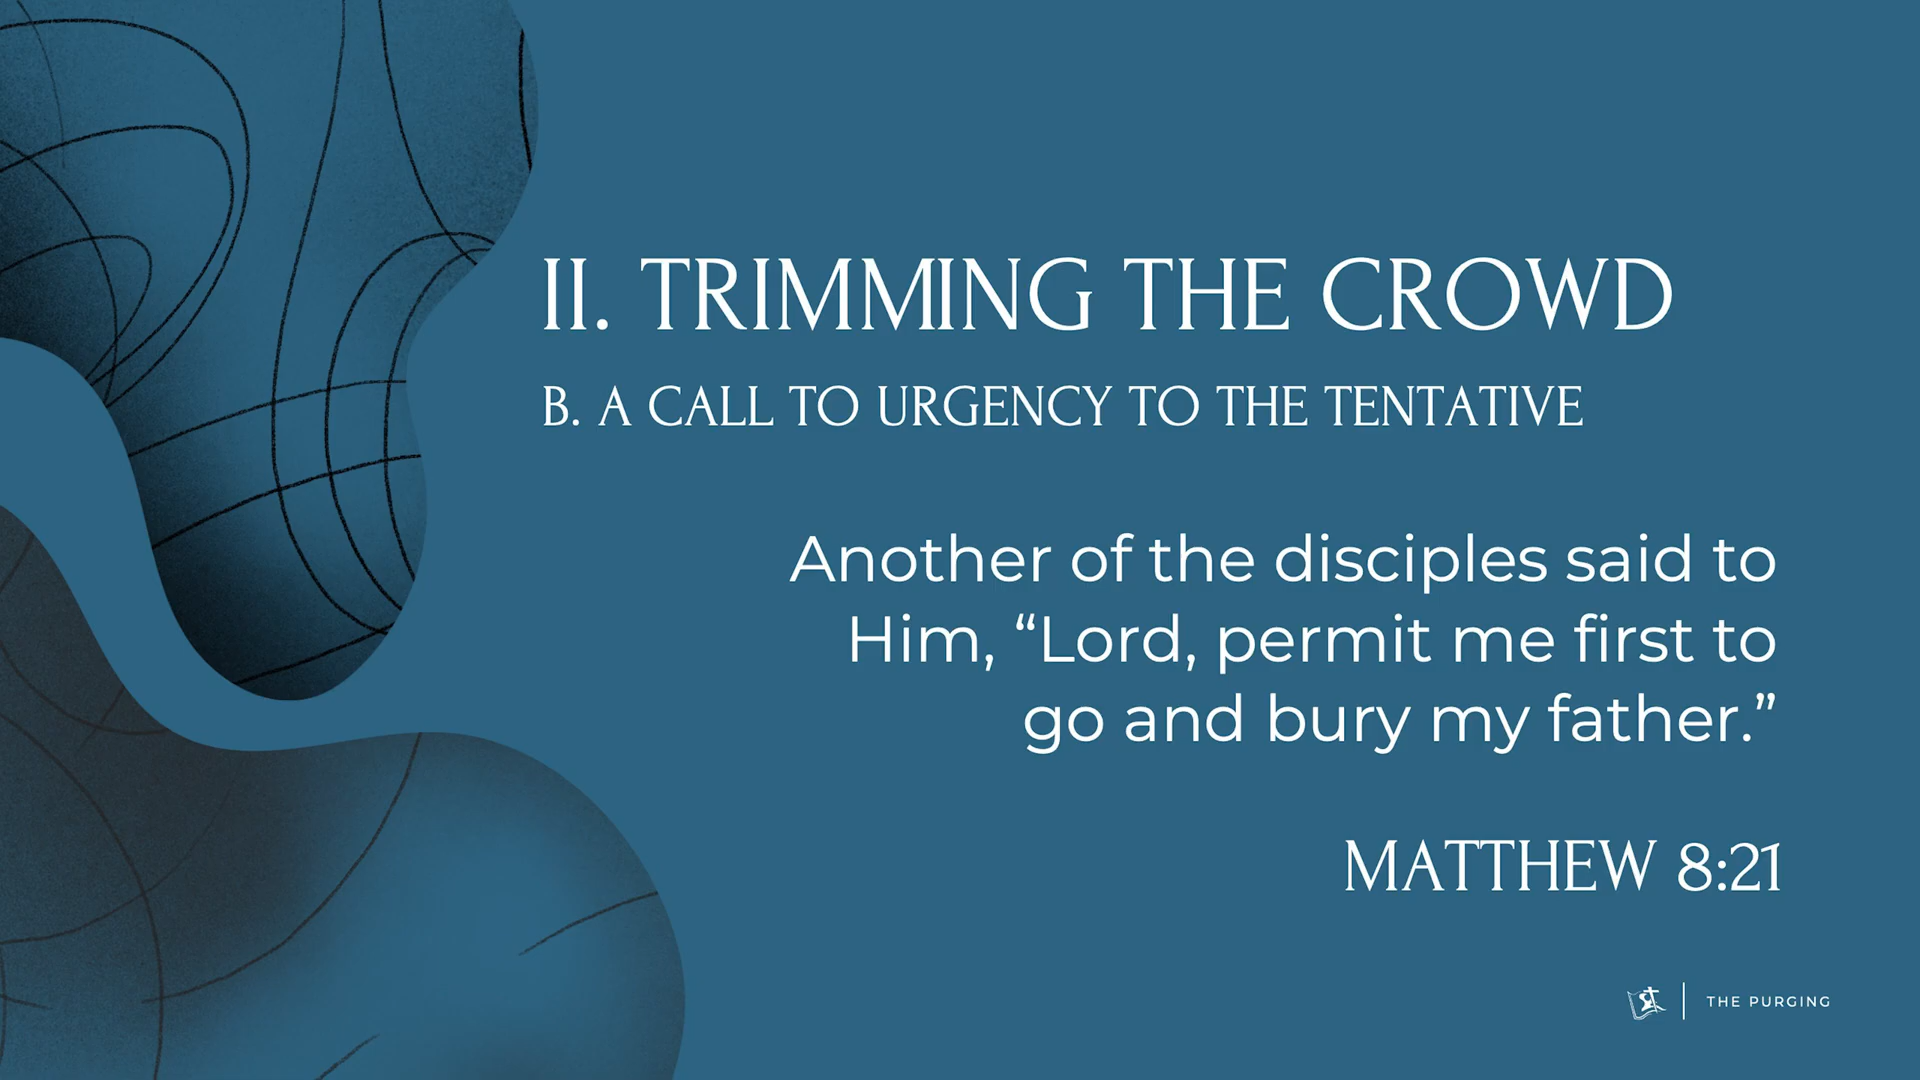 II. TRIMMING THE CROWD
B. A CALL TO URGENCY TO THE TENTATIVE
Another of the disciples said to
Him, “Lord, permit me first to
go and bury my father.”
MATTHEW 8:21
THE PURGING